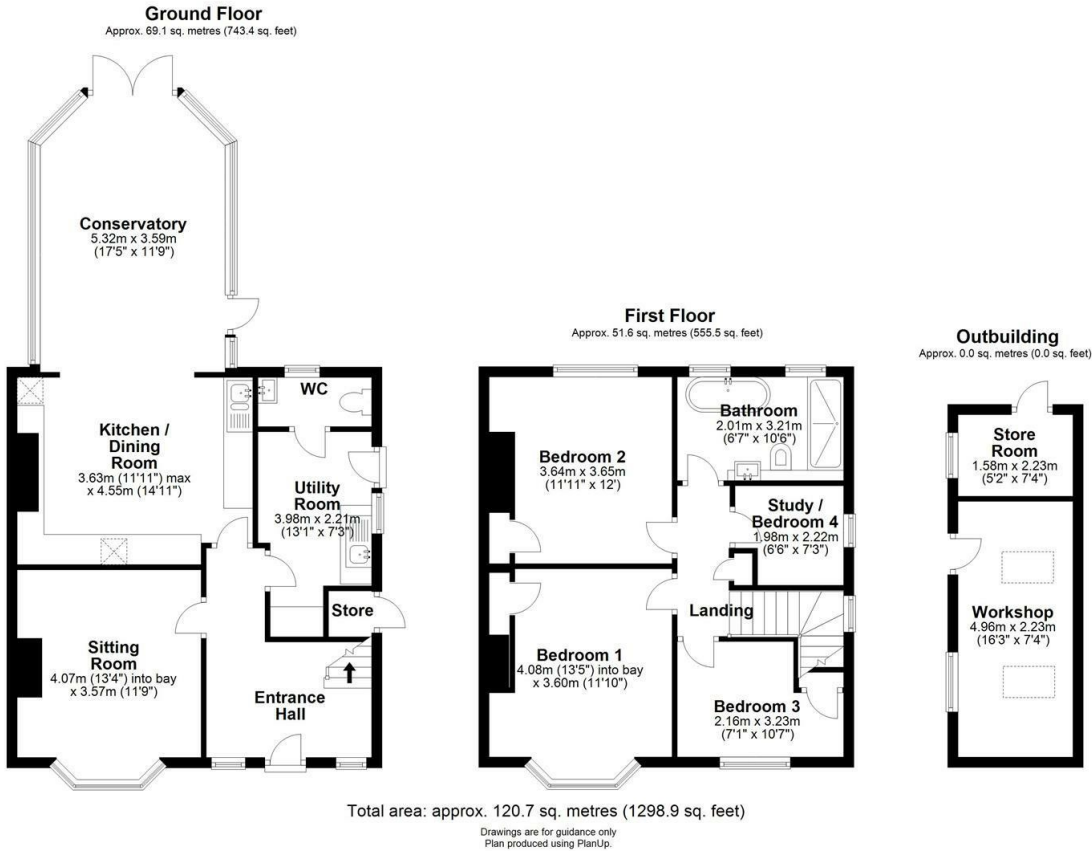 Ground Floor
Approx. 69.1 sq. metres (743.4 sq. feet)
Conservatory
5.32m x 3.59m
(17'5" x 11'9")
WC
Kitchen /
Dining
Room
3.63m (11'11") max
x 4.55m (14'11")
Utility
Room
3.98m x 2.21m
(13'1" x 7'3")
Store
Sitting
Room
4.07m (13'4") into bay
x 3.57m (11'9")
Entrance
Hall
First Floor
Approx. 51.6 sq. metres (555.5 sq. feet)
Bathroom
2.01m x 3.21m
(6'7" x 10'6")
Bedroom 2
3.64m x 3.65m
(11'11" x 12')
Study /
Bedroom 4
1.98m x 2.22m
(6'6" x 7'3")
Landing
Bedroom 1
4.08m (13'5") into bay
x 3.60m (11'10")
Bedroom 3
2.16m x 3.23m
(7'1" x 10'7")
Outbuilding
Approx. 0.0 sq. metres (0.0 sq. feet)
Store
Room
1.58m x 2.23m
(5'2" x 7'4")
Workshop
4.96m x 2.23m
(16'3" x 7'4")
Total area: approx. 120.7 sq. metres (1298.9 sq. feet)
Drawings are for guidance only
Plan produced using PlanUp.